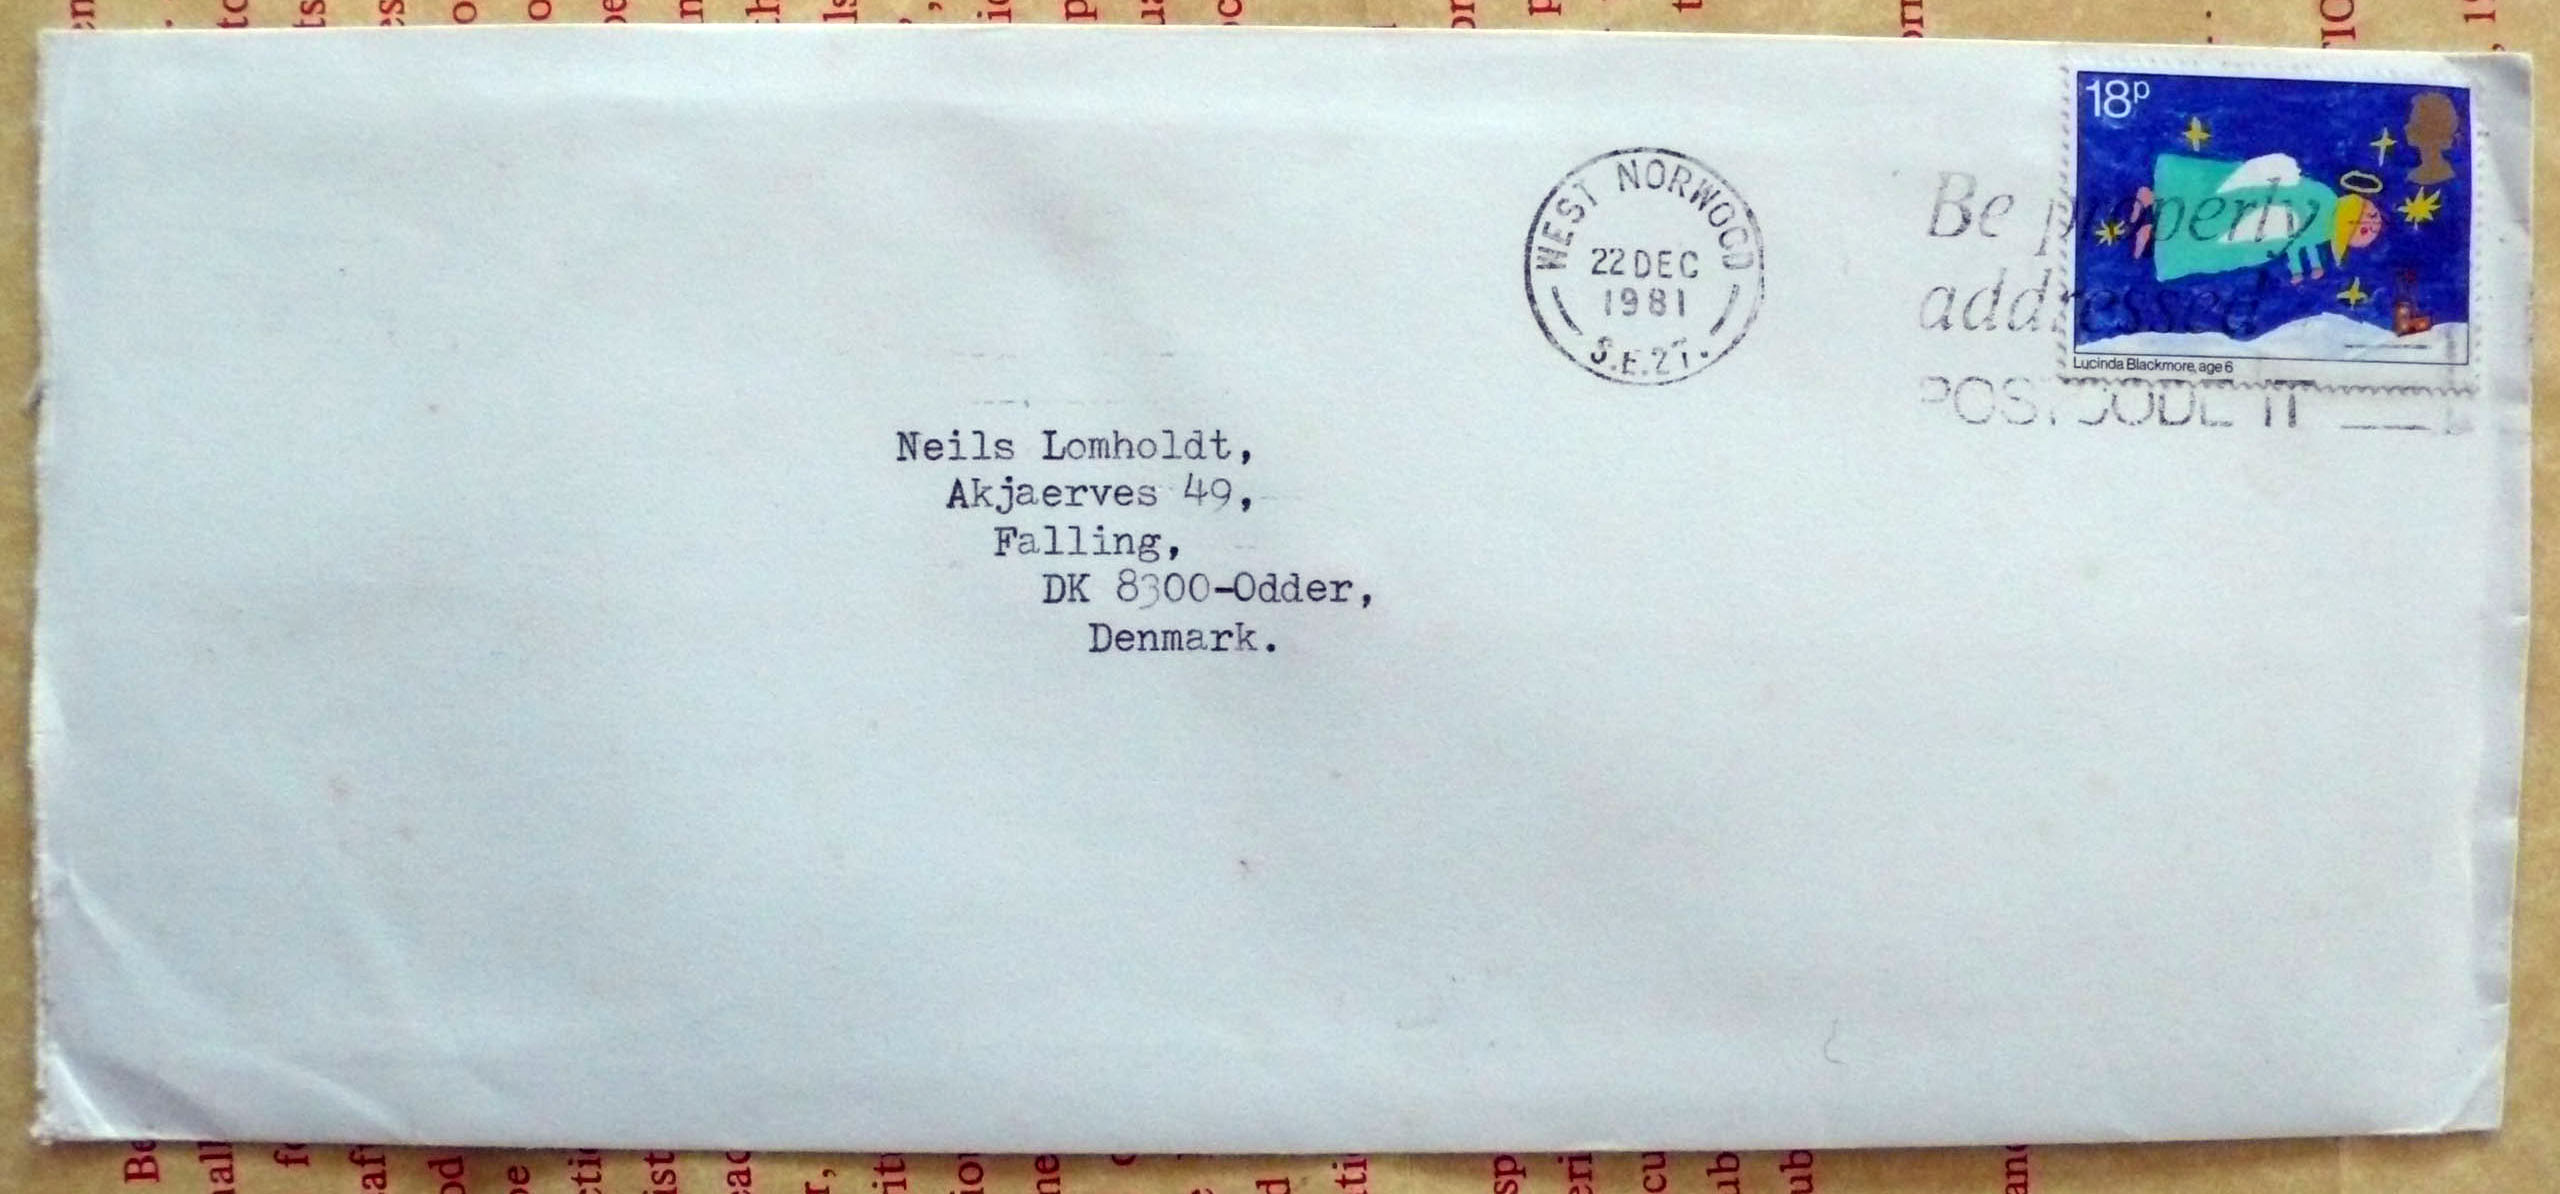 18p
WEST NORWOOD
22 DEC
1981
S.E.27.
Be properly
addressed
POSTCODE IT
Lucinda Blackmore, age 6
Neils Lomholdt,
Akjaerves 49,
Falling,
DK 8300-Odder,
Denmark.